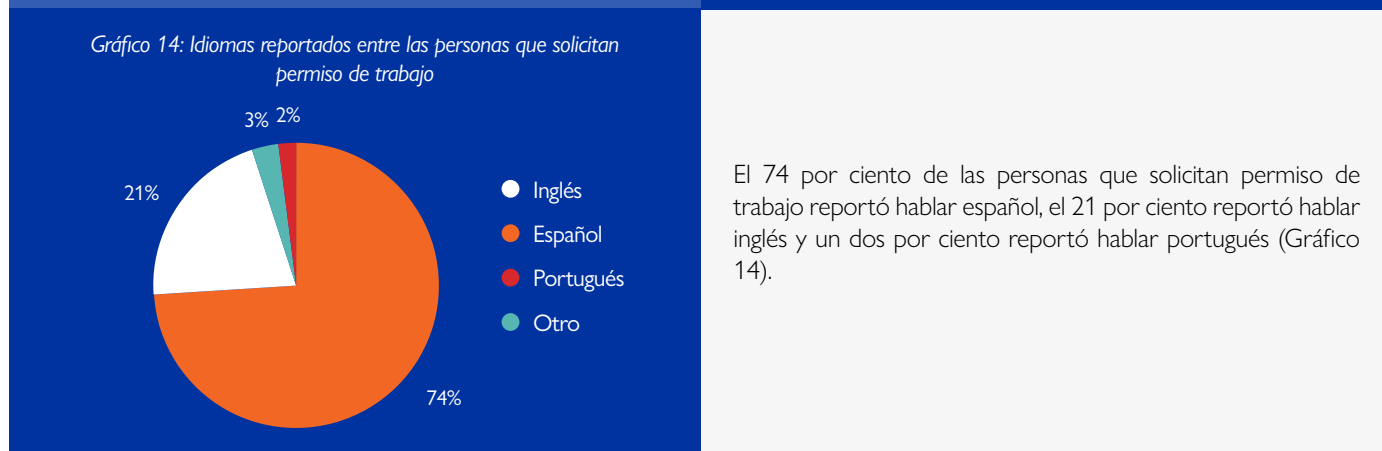 Gráfico 14: Idiomas reportados entre las personas que solicitan
permiso de trabajo
3% 2%
21%
74%
Inglés
Español
Portugués
Otro
El 74 por ciento de las personas que solicitan permiso de
trabajo reportó hablar español, el 21 por ciento reportó hablar
inglés y un dos por ciento reportó hablar portugués (Gráfico
14).